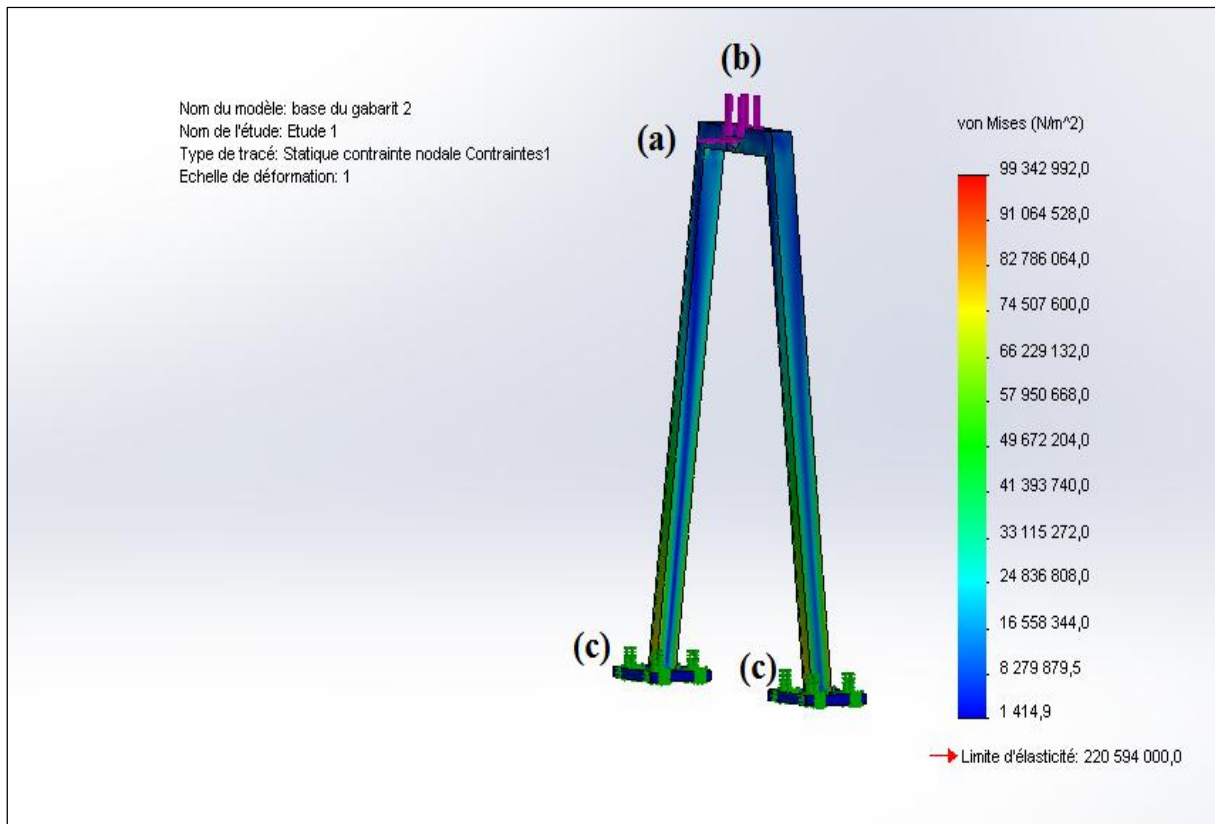 (b)
Nom du modèle: base du gabarit 2
Nom de l'étude: Etude 1
Type de tracé: Statique contrainte nodale Contraintes1
Echelle de déformation: 1
(a)
von Mises (N/m^2)
99 342 992,0
91 064 528,0
82 786 064,0
74 507 600,0
66 229 132,0
57 950 668,0
49 672 204,0
41 393 740,0
33 115 272,0
24 836 808,0
16 558 344,0
8 279 879,5
1 414,9
Limite d'élasticité: 220 594 000,0
(c)
(c)